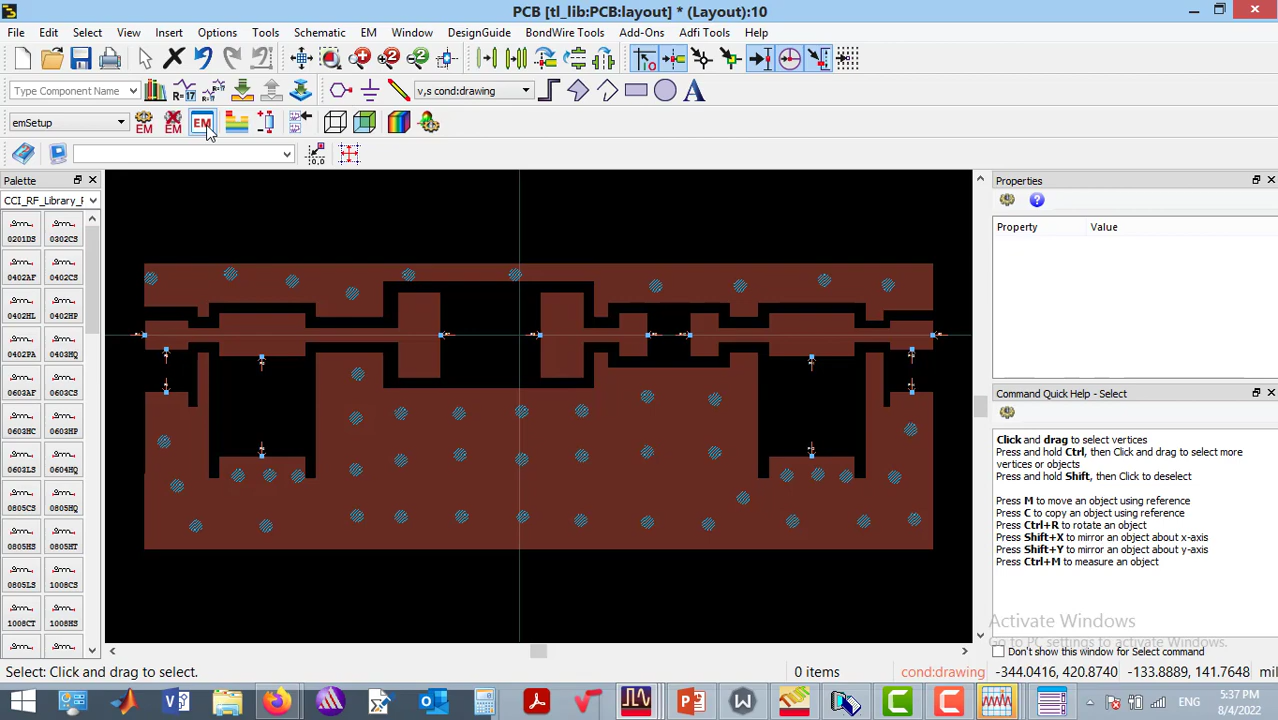 PCB [tl_lib:PCB:layout] * (Layout):10
File Edit Select View Insert Options Tools Schematic EM Window DesignGuide BondWire Tools Add-Ons Adfi Tools Help
Type Component Name
v,s cond:drawing
emSetup
EM EM EM
Palette
CCI_RF_Library_F
0201DS 0302CS
0402AF 0402CS
0402HL 0402HP
0402PA 0403HQ
0603AF 0603CS
0603HC 0603HP
0603LS 0604HQ
0805CS 0805HQ
0805HS 0805HT
0805LS 1008CS
1008CT 1008HS
Properties
Property Value
Command Quick Help - Select
Click and drag to select vertices
Press and hold Ctrl, then Click and drag to select more
vertices or objects
Press and hold Shift, then Click to deselect
Press M to move an object using reference
Press C to copy an object using reference
Press Ctrl+R to rotate an object
Press Shift+X to mirror an object about x-axis
Press Shift+Y to mirror an object about y-axis
Press Ctrl+M to measure an object
Activate Windows
Go to PC settings to activate Windows.
Don't show this window for Select command
Select: Click and drag to select.
0 items cond:drawing -344.0416, 420.8740 -133.8889, 141.7648 mil
ENG
5:37 PM
8/4/2022